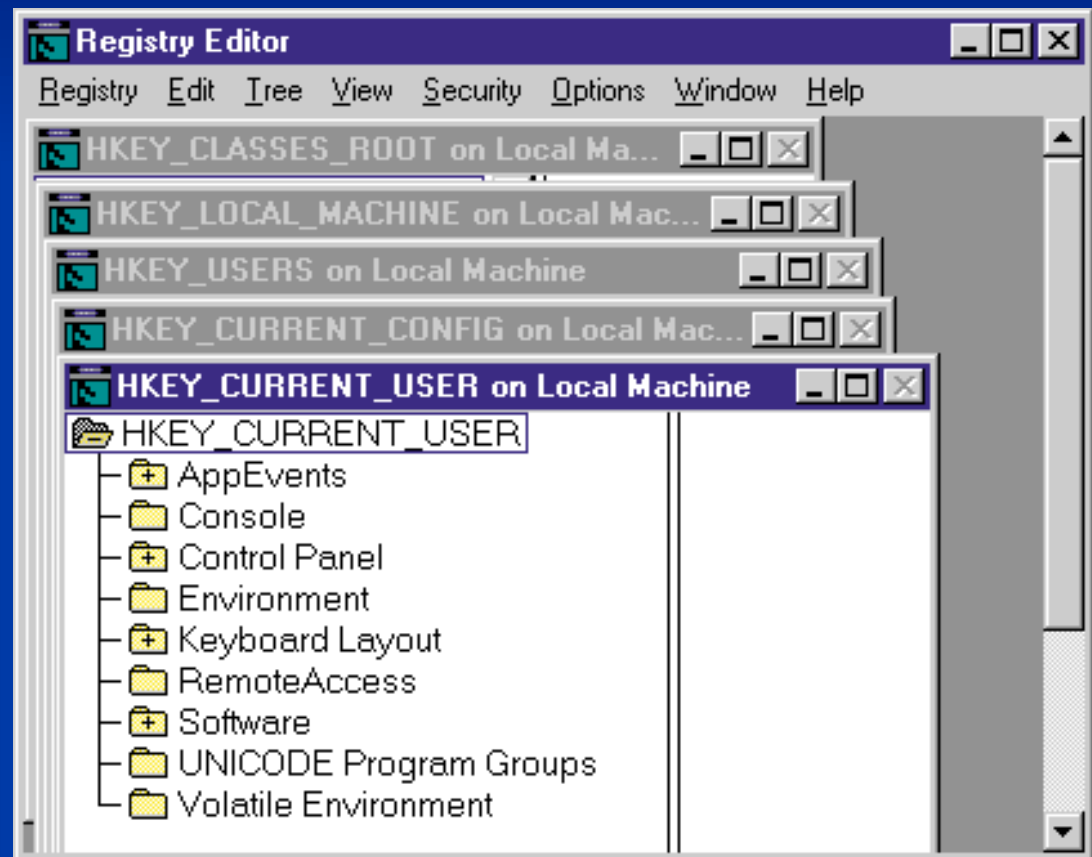 Registry Editor
Registry Edit Tree View Security Options Window Help
HKEY_CLASSES_ROOT on Local Ma...
HKEY_LOCAL_MACHINE on Local Mac...
HKEY_USERS on Local Machine
HKEY_CURRENT_CONFIG on Local Mac...
HKEY_CURRENT_USER on Local Machine
HKEY_CURRENT_USER
AppEvents
Console
Control Panel
Environment
Keyboard Layout
RemoteAccess
Software
UNICODE Program Groups
Volatile Environment